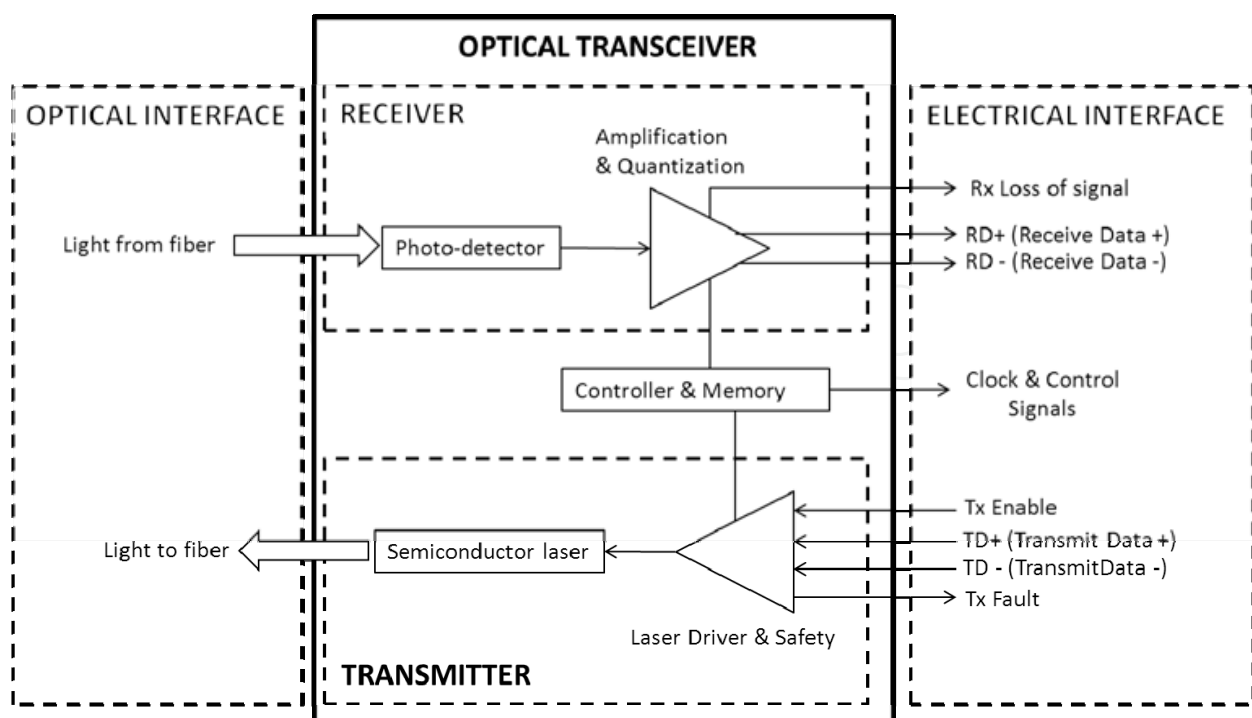 OPTICAL TRANSCEIVER
OPTICAL INTERFACE
RECEIVER
ELECTRICAL INTERFACE
Amplification
& Quantization
Rx Loss of signal
Light from fiber
Photo-detector
RD+ (Receive Data +)
RD - (Receive Data -)
Controller & Memory
Clock & Control
Signals
Tx Enable
Light to fiber
Semiconductor laser
TD+ (Transmit Data +)
TD - (TransmitData -)
Tx Fault
Laser Driver & Safety
TRANSMITTER